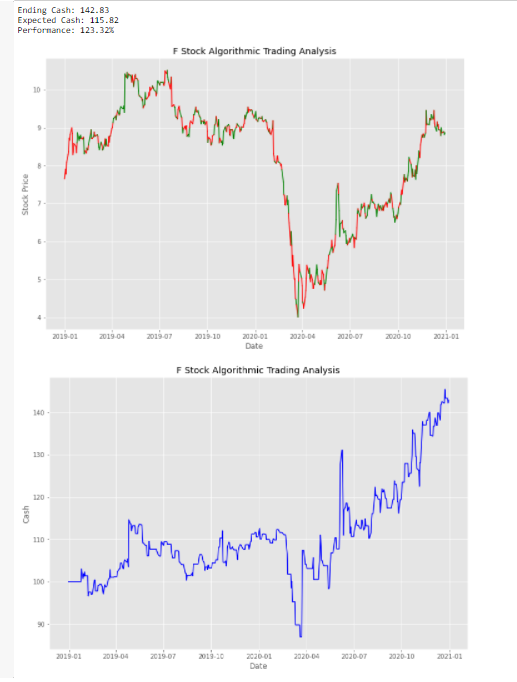 Ending Cash: 142.83
Expected Cash: 115.82
Performance: 123.32%
F Stock Algorithmic Trading Analysis
10
9
8
7
6
5
4
Stock Price
2019-01 2019-04 2019-07 2019-10 2020-01 2020-04 2020-07 2020-10 2021-01
Date
F Stock Algorithmic Trading Analysis
140
130
120
110
100
90
Cash
2019-01 2019-04 2019-07 2019-10 2020-01 2020-04 2020-07 2020-10 2021-01
Date